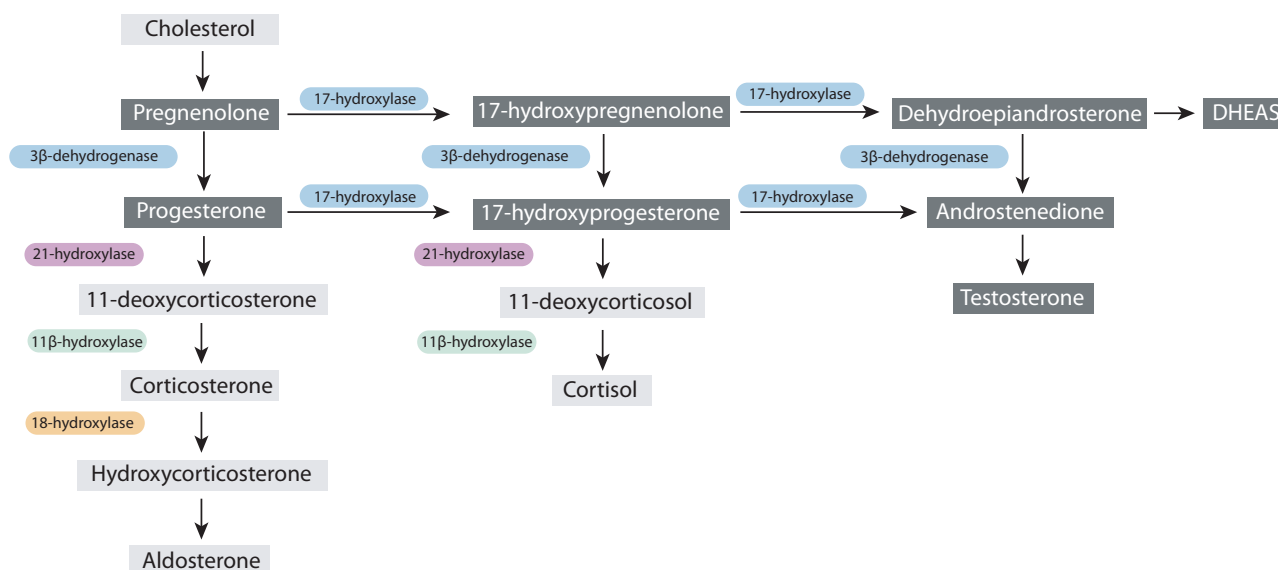 Cholesterol
17-hydroxylase
17-hydroxylase
Pregnenolone
17-hydroxypregnenolone
Dehydroepiandrosterone
DHEAS
3β-dehydrogenase
3β-dehydrogenase
3β-dehydrogenase
17-hydroxylase
17-hydroxylase
Progesterone
17-hydroxyprogesterone
Androstenedione
21-hydroxylase
21-hydroxylase
11-deoxycorticosterone
11-deoxycorticosol
Testosterone
11β-hydroxylase
11β-hydroxylase
Corticosterone
Cortisol
18-hydroxylase
Hydroxycorticosterone
Aldosterone